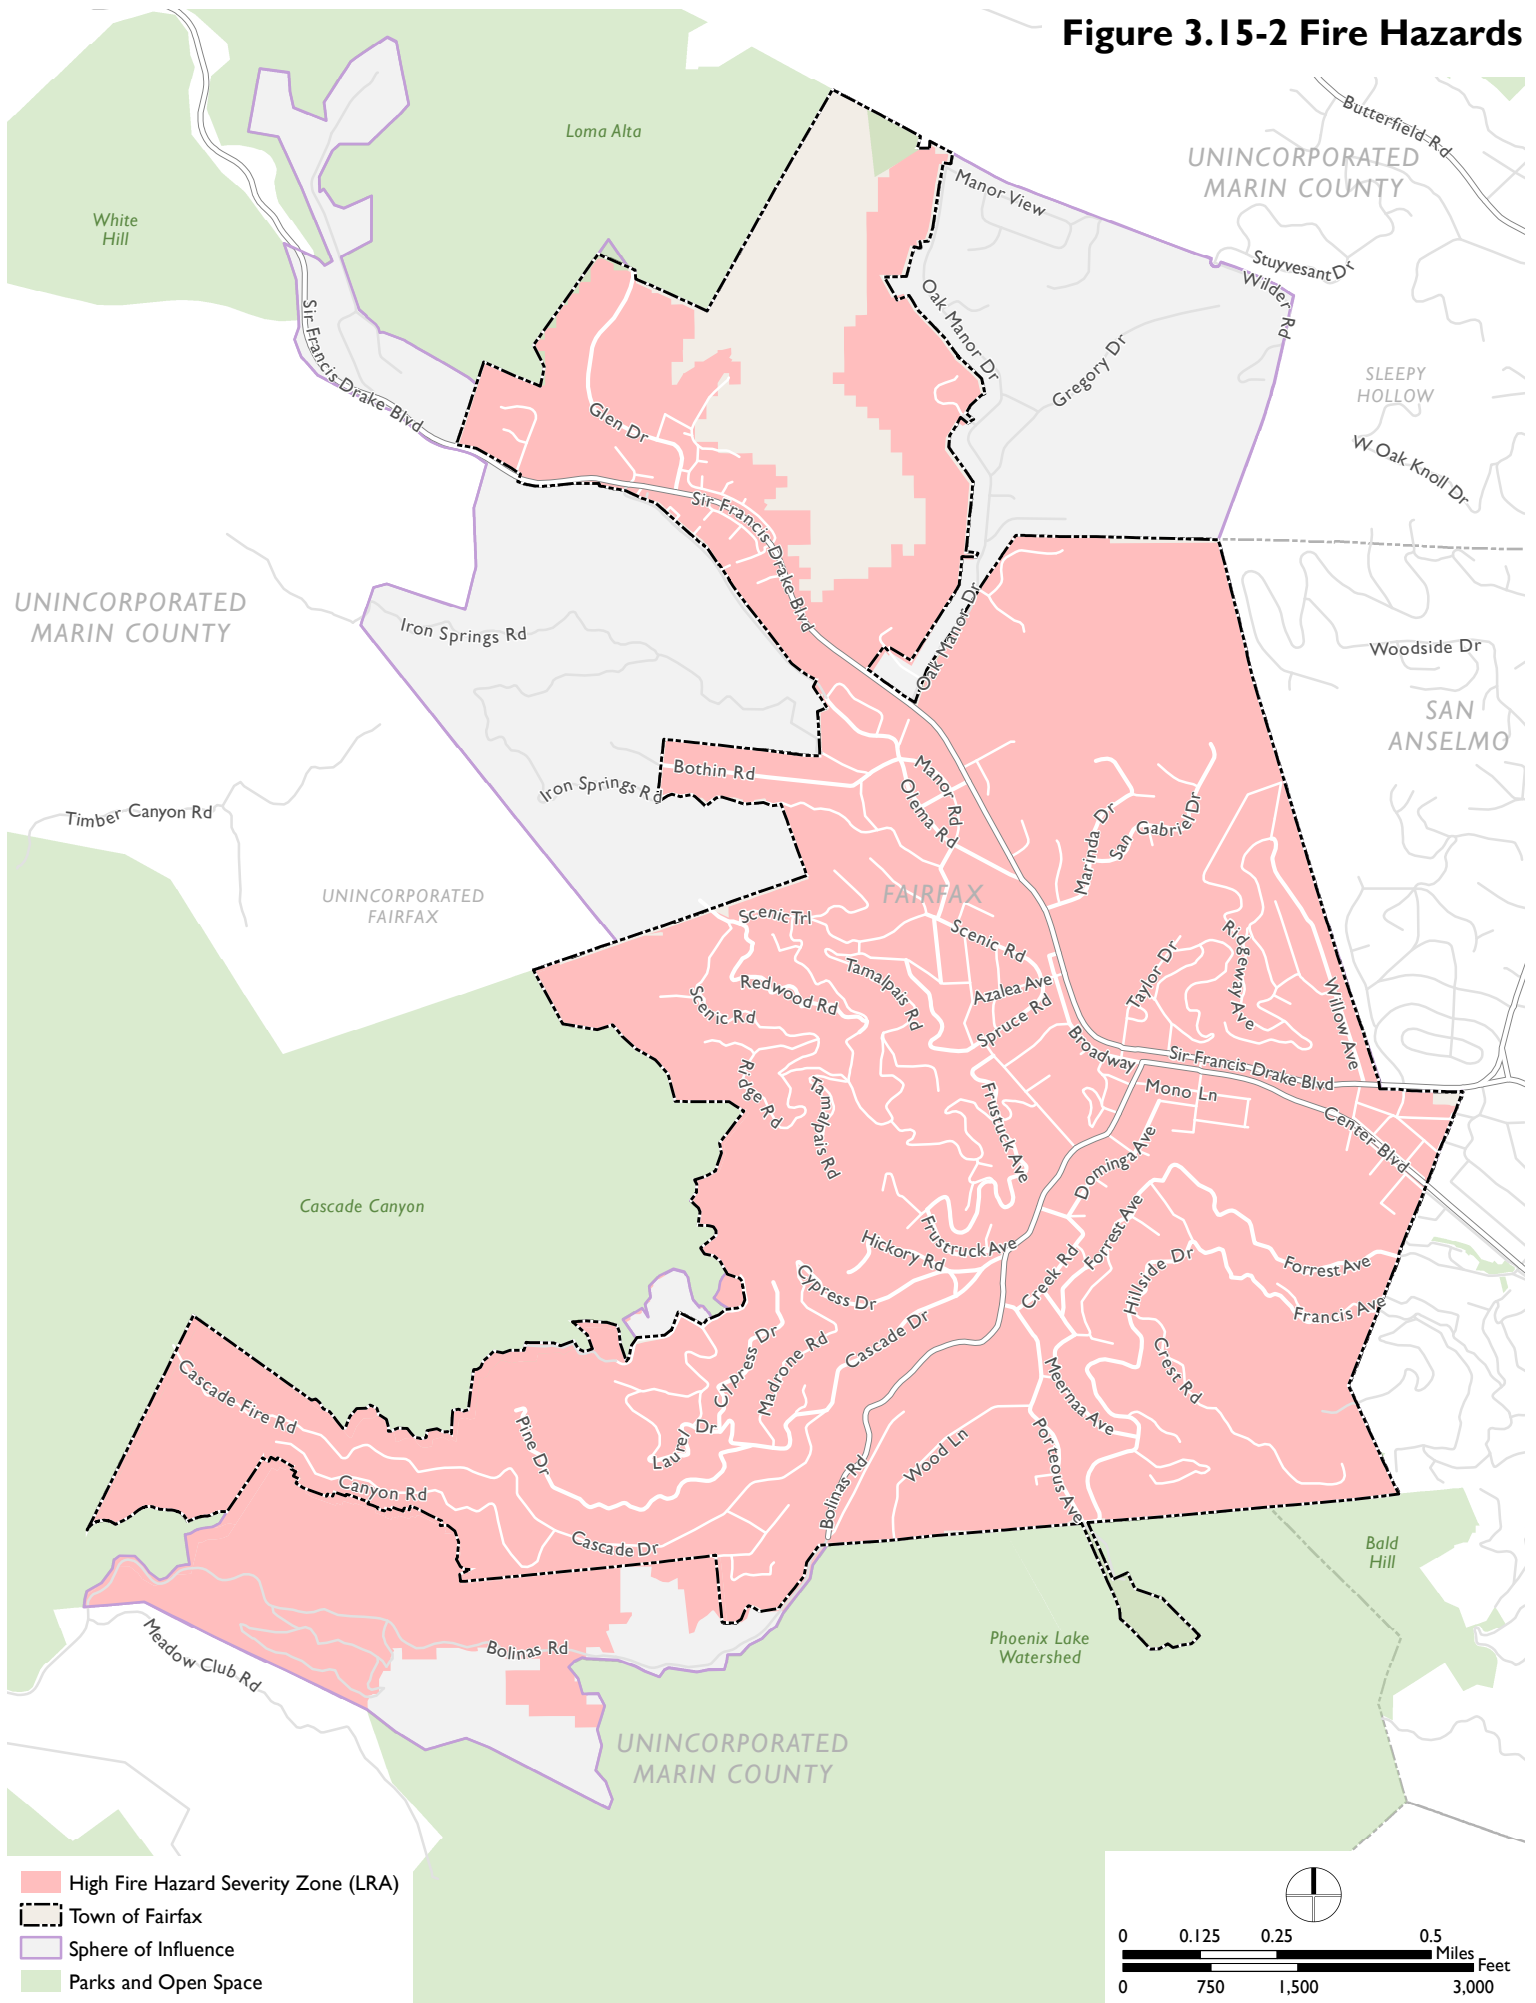 Figure 3.15-2 Fire Hazards
Butterfield Rd
UNINCORPORATED
MARIN COUNTY
Loma Alta
White
Hill
Manor View
Stuyvesant Dr
Wilder Rd
Sir Francis Drake Blvd
Oak Manor Dr
Gregory Dr
SLEEPY
HOLLOW
Glen Dr
W Oak Knoll Dr
Sir Francis Drake Blvd
UNINCORPORATED
MARIN COUNTY
Iron Springs Rd
Oak Manor Dr
Woodside Dr
SAN
ANSELMO
Bothin Rd
Iron Springs Rd
Manor Rd
Olema Rd
Timber Canyon Rd
Marinda Dr
San Gabriel Dr
UNINCORPORATED
FAIRFAX
FAIRFAX
Scenic Trl
Scenic Rd
Tamalpais Rd
Redwood Rd
Scenic Rd
Azalea Ave
Spruce Rd
Taylor Dr
Ridgeway Ave
Willow Ave
Broadway
Sir Francis Drake Blvd
Ridge Rd
Tamalpais Rd
Frustuck Ave
Mono Ln
Center Blvd
Dominga Ave
Cascade Canyon
Frustruck Ave
Hickory Rd
Forrest Ave
Creek Rd
Hillside Dr
Forrest Ave
Francis Ave
Cypress Dr
Cascade Dr
Cypress Dr
Madrone Rd
Crest Rd
Meernaa Ave
Cascade Fire Rd
Pine Dr
Laurel Dr
Wood Ln
Porteous Ave
Canyon Rd
Bolinas Rd
Cascade Dr
Bald
Hill
Meadow Club Rd
Bolinas Rd
Phoenix Lake
Watershed
UNINCORPORATED
MARIN COUNTY
High Fire Hazard Severity Zone (LRA)
Town of Fairfax
Sphere of Influence
Parks and Open Space
0 0.125 0.25 0.5
Miles
Feet
0 750 1,500 3,000